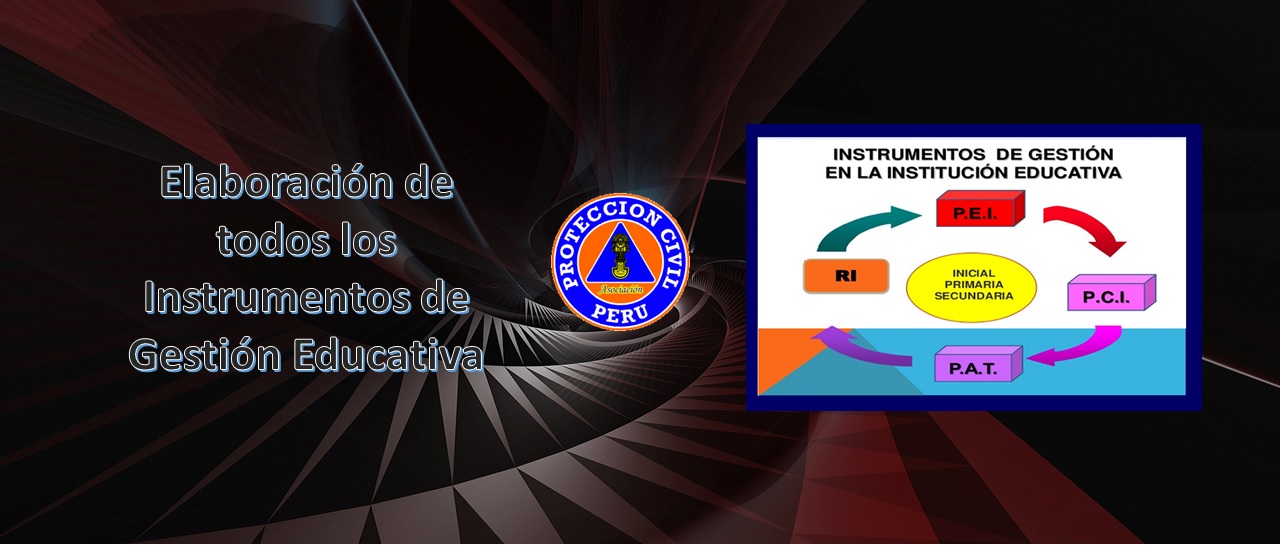 Elaboración de
todos los
Instrumentos de
Gestión Educativa
PROTECCION CIVIL
Asociación
PERU
INSTRUMENTOS DE GESTIÓN
EN LA INSTITUCIÓN EDUCATIVA
P.E.I.
RI
INICIAL
PRIMARIA
SECUNDARIA
P.C.I.
P.A.T.